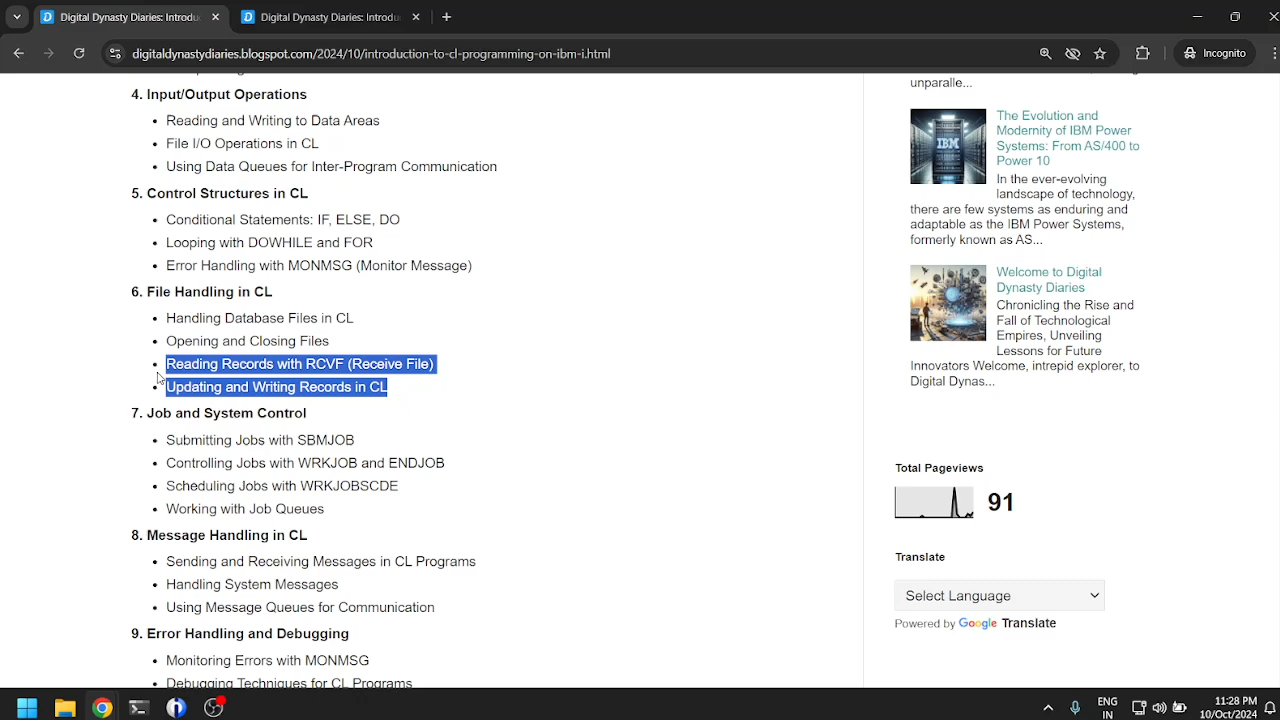 Digital Dynasty Diaries: Introdu
Digital Dynasty Diaries: Introdu
digitaldynastydiaries.blogspot.com/2024/10/introduction-to-cl-programming-on-ibm-i.html
Incognito
4. Input/Output Operations
Reading and Writing to Data Areas
File I/O Operations in CL
Using Data Queues for Inter-Program Communication
5. Control Structures in CL
Conditional Statements: IF, ELSE, DO
Looping with DOWHILE and FOR
Error Handling with MONMSG (Monitor Message)
6. File Handling in CL
Handling Database Files in CL
Opening and Closing Files
Reading Records with RCVF (Receive File)
Updating and Writing Records in CL
7. Job and System Control
Submitting Jobs with SBMJOB
Controlling Jobs with WRKJOB and ENDJOB
Scheduling Jobs with WRKJOBSCDE
Working with Job Queues
8. Message Handling in CL
Sending and Receiving Messages in CL Programs
Handling System Messages
Using Message Queues for Communication
9. Error Handling and Debugging
Monitoring Errors with MONMSG
Debugging Techniques for CL Programs
unparalle...
IBM
The Evolution and
Modernity of IBM Power
Systems: From AS/400 to
Power 10
In the ever-evolving
landscape of technology,
there are few systems as enduring and
adaptable as the IBM Power Systems,
formerly known as AS...
Welcome to Digital
Dynasty Diaries
Chronicling the Rise and
Fall of Technological
Empires, Unveiling
Lessons for Future
Innovators Welcome, intrepid explorer, to
Digital Dynas...
Total Pageviews
91
Translate
Select Language
Powered by Google Translate
ENG
IN
11:28 PM
10/Oct/2024